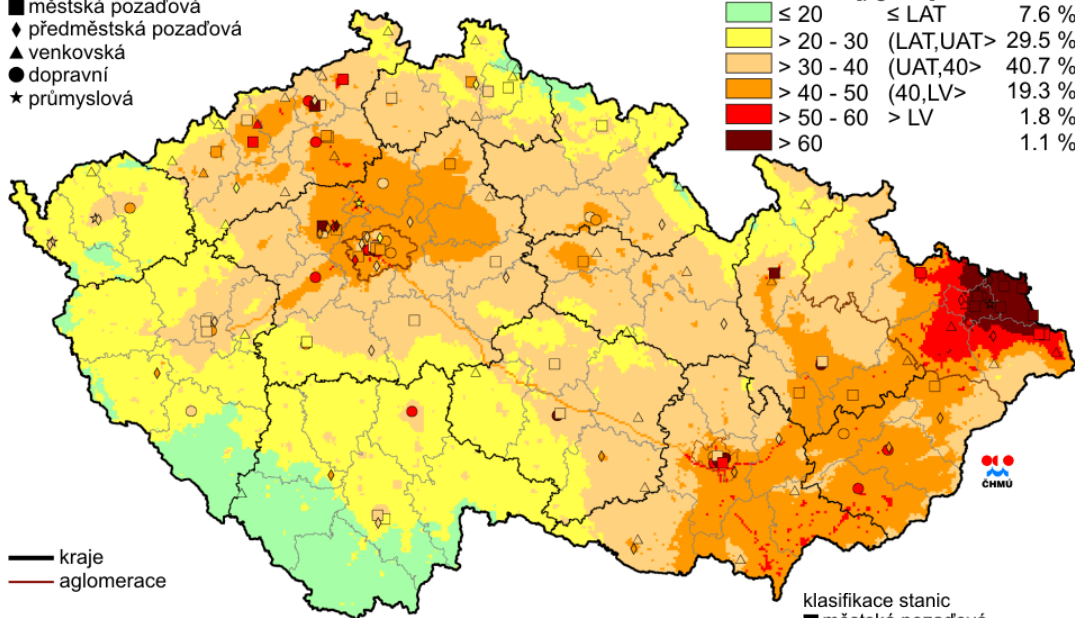 městská pozaďová
předměstská pozaďová
venkovská
dopravní
průmyslová
≤ 20 ≤ LAT 7.6 %
> 20 - 30 (LAT,UAT> 29.5 %
> 30 - 40 (UAT,40> 40.7 %
> 40 - 50 (40,LV> 19.3 %
> 50 - 60 > LV 1.8 %
> 60 1.1 %
ČHMÚ
kraje
aglomerace
klasifikace stanic
městská pozaďová